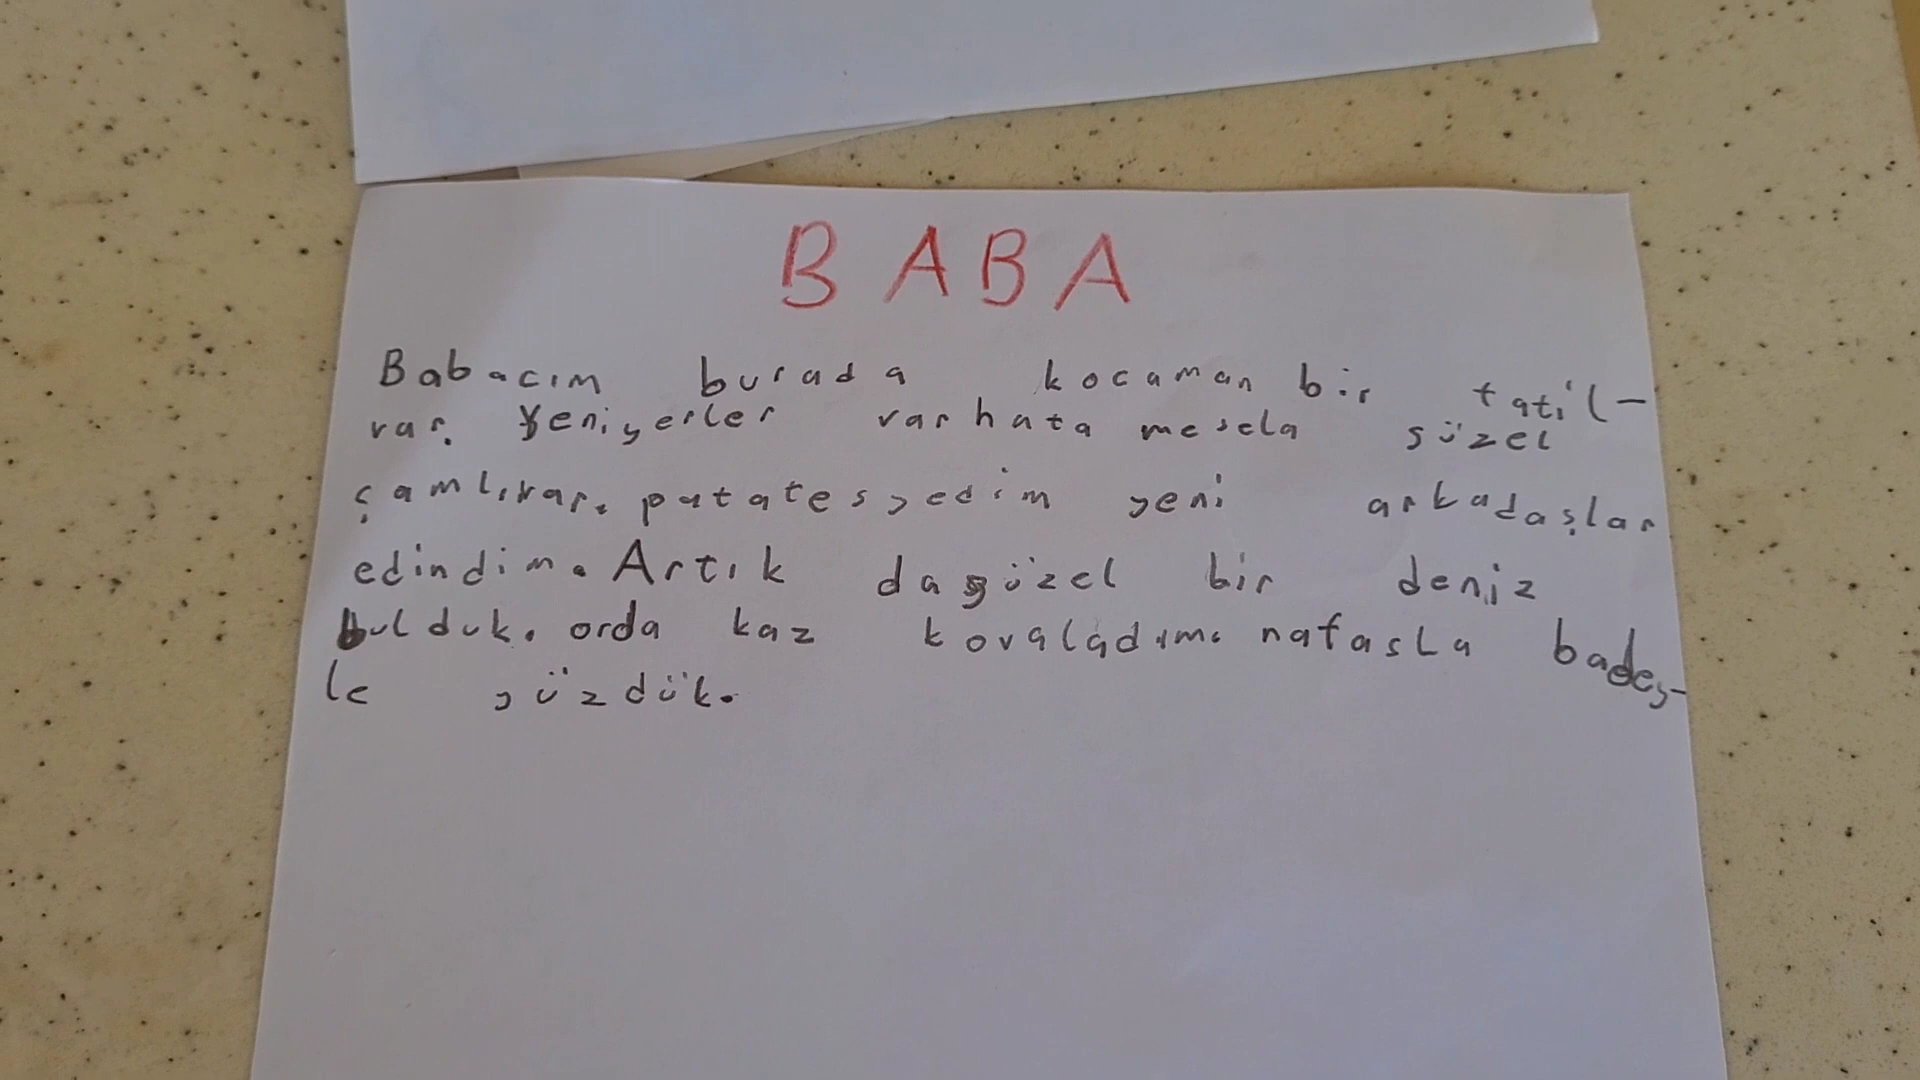 BABA
Babacım burada kocaman bir tatil-
var. Yeniyerler varhata mesela güzel
çamlıvar. patatesyedim yeni arkadaşlar
edindim. Artık dagüzel bir deniz
bulduk. orda kaz kovaladım. nafasla badey-
le yüzdük.